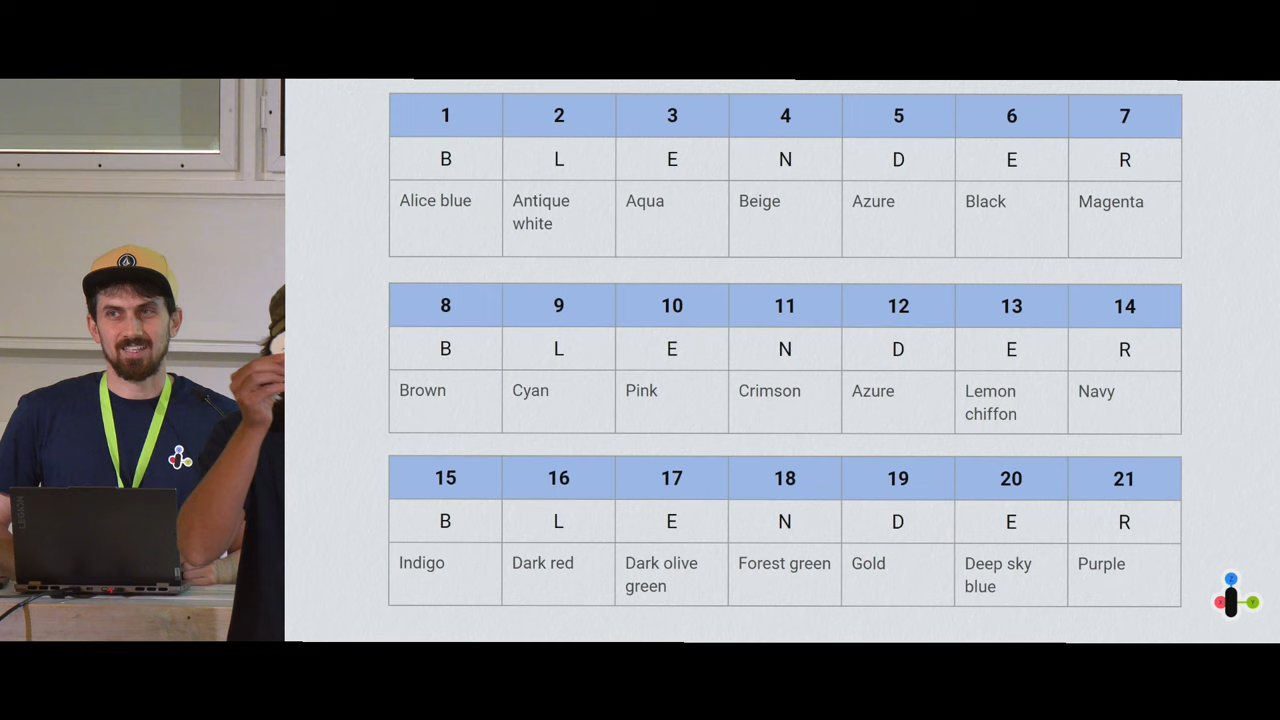 1 2 3 4 5 6 7
B L E N D E R
Alice blue Antique white Aqua Beige Azure Black Magenta
8 9 10 11 12 13 14
B L E N D E R
Brown Cyan Pink Crimson Azure Lemon chiffon Navy
15 16 17 18 19 20 21
B L E N D E R
Indigo Dark red Dark olive green Forest green Gold Deep sky blue Purple
Z
X Y
LEGION